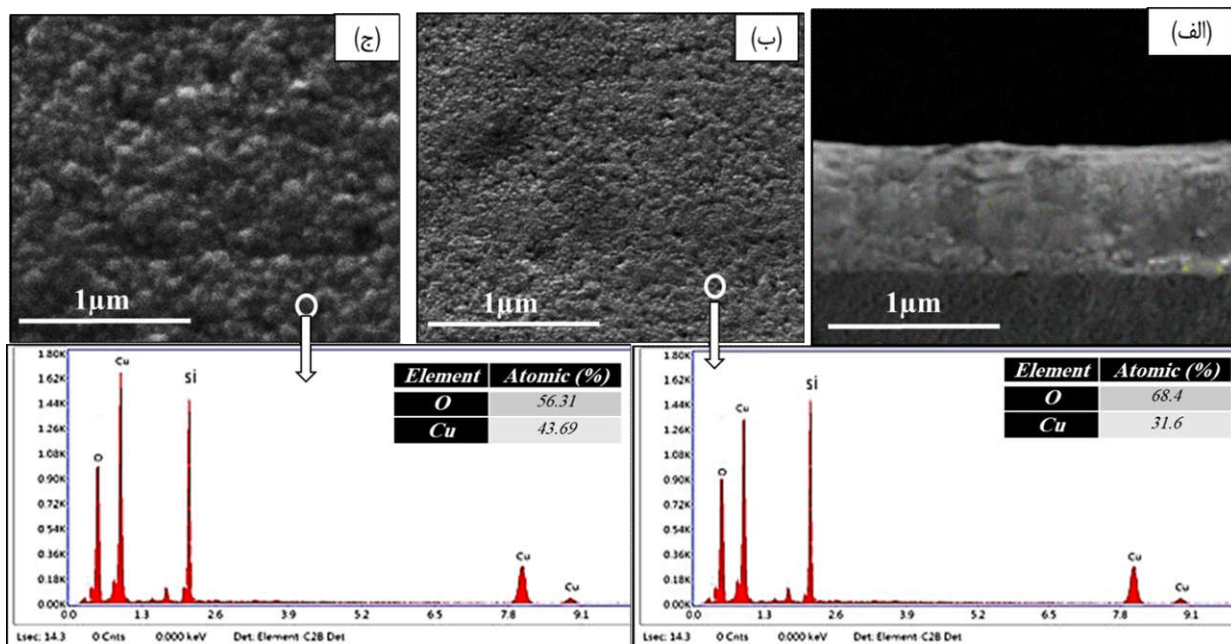 (ج)
(ب)
(الف)
1µm
1µm
1µm
1.80K
1.62K
1.44K
1.26K
1.08K
0.90K
0.72K
0.54K
0.36K
0.18K
0.00K
Cu
Si
O
Cu
Cu
Element Atomic (%)
O 56.31
Cu 43.69
0.0 1.3 2.6 3.9 5.2 6.5 7.8 9.1
Lsec: 14.3 0 Cnts 0.000 keV Det: Element C2B Det
1.80K
1.62K
1.44K
1.26K
1.08K
0.90K
0.72K
0.54K
0.36K
0.18K
0.00K
Si
Cu
O
Cu
Cu
Element Atomic (%)
O 68.4
Cu 31.6
0.0 1.3 2.6 3.9 5.2 6.5 7.8 9.1
Lsec: 14.3 0 Cnts 0.000 keV Det: Element C2B Det